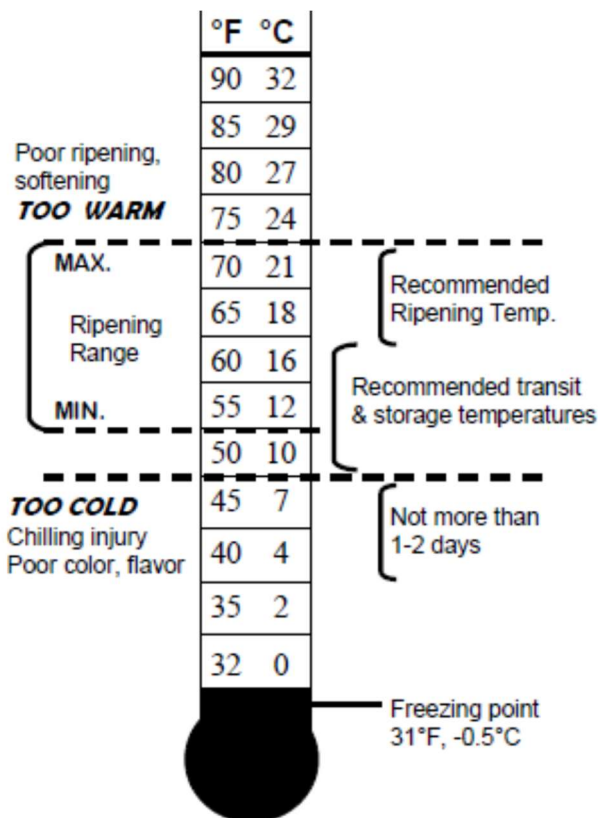 °F °C
90 32
85 29
Poor ripening,
softening
80 27
TOO WARM
75 24
MAX.
70 21
Recommended
Ripening Temp.
65 18
Ripening
Range
60 16
Recommended transit
& storage temperatures
MIN.
55 12
50 10
TOO COLD
Chilling injury
Poor color, flavor
45 7
Not more than
1-2 days
40 4
35 2
32 0
Freezing point
31°F, -0.5°C